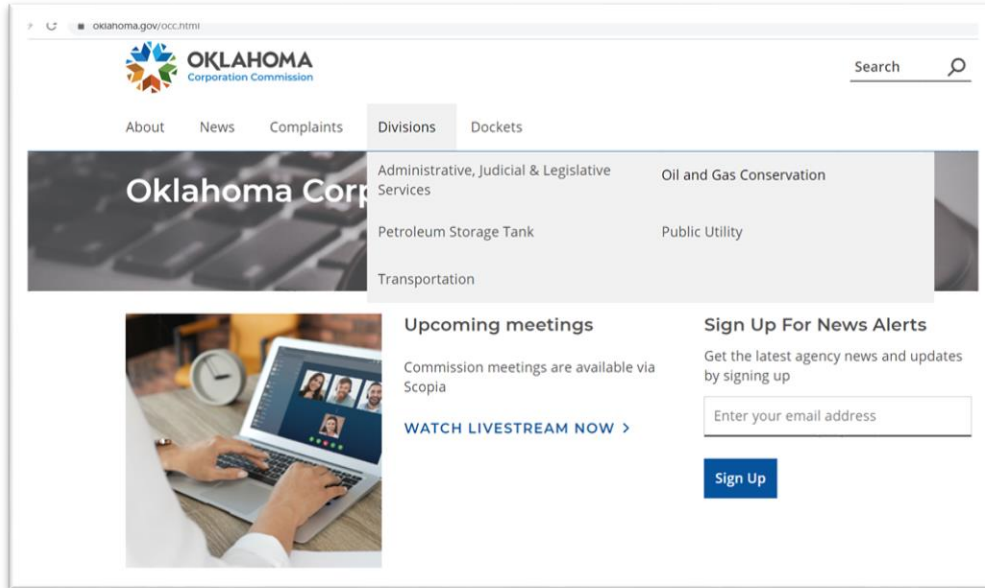 oklahoma.gov/occ.html
OKLAHOMA
Corporation Commission
Search
About News Complaints Divisions Dockets
Administrative, Judicial & Legislative
Services
Oil and Gas Conservation
Petroleum Storage Tank
Public Utility
Transportation
Oklahoma Corp
Upcoming meetings
Commission meetings are available via
Scopia
WATCH LIVESTREAM NOW >
Sign Up For News Alerts
Get the latest agency news and updates
by signing up
Enter your email address
Sign Up